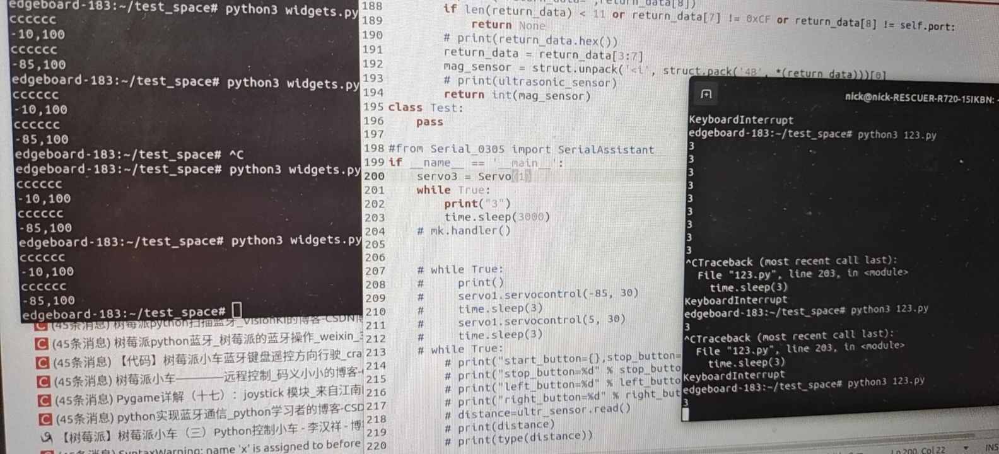 edgeboard-183:~/test_space# python3 widgets.py
cccccc
-10,100
cccccc
-85,100
edgeboard-183:~/test_space# python3 widgets.py
cccccc
-10,100
cccccc
-85,100
edgeboard-183:~/test_space# ^C
edgeboard-183:~/test_space# python3 widgets.py
cccccc
-10,100
cccccc
-85,100
edgeboard-183:~/test_space# python3 widgets.py
cccccc
-10,100
cccccc
-85,100
edgeboard-183:~/test_space#
(45条消息) 树莓派python扫描蓝牙_VisionKi的博客-CSDN博
(45条消息) 树莓派python蓝牙_树莓派的蓝牙操作_weixin_3
(45条消息) 【代码】树莓派小车蓝牙键盘遥控方向行驶_cra
(45条消息) 树莓派小车————远程控制_码义小小的博客-
(45条消息) Pygame详解（十七）：joystick 模块_来自江南
(45条消息) python实现蓝牙通信_python学习者的博客-CSD
【树莓派】树莓派小车（三）Python控制小车 - 李汉祥 - 博
(45条消息) SyntaxWarning: name 'x' is assigned to before
188 if len(return_data) < 11 or return_data[7] != 0xCF or return_data[8] != self.port:
189 return None
190 # print(return_data.hex())
191 return_data = return_data[3:7]
192 mag_sensor = struct.unpack('<i', struct.pack('4B', *(return_data)))[0]
193 # print(ultrasonic_sensor)
194 return int(mag_sensor)
195 class Test:
196 pass
197
198 #from Serial_0305 import SerialAssistant
199 if __name__ == '__main__':
200 servo3 = Servo(1)
201 while True:
202 print("3")
203 time.sleep(3000)
204 # mk.handler()
205
206
207 # while True:
208 # print()
209 # servo1.servocontrol(-85, 30)
210 # time.sleep(3)
211 # servo1.servocontrol(5, 30)
212 # time.sleep(3)
213 # while True:
214 # print("start_button={},stop_button=
215 # print("stop_button=%d" % stop_butto
216 # print("left_button=%d" % left_butto
217 # print("right_button=%d" % right_but
218 # distance=ultr_sensor.read()
219 # print(distance)
220 # print(type(distance))
nick@nick-RESCUER-R720-15IKBN:
KeyboardInterrupt
edgeboard-183:~/test_space# python3 123.py
3
3
3
3
3
3
3
3
3
^CTraceback (most recent call last):
File "123.py", line 203, in <module>
time.sleep(3)
KeyboardInterrupt
edgeboard-183:~/test_space# python3 123.py
3
^CTraceback (most recent call last):
File "123.py", line 203, in <module>
time.sleep(3)
KeyboardInterrupt
edgeboard-183:~/test_space# python3 123.py
3
Ln 200, Col 22
INS